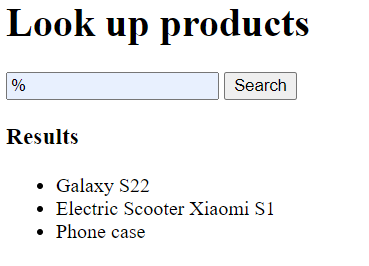 Look up products
%
Search
Results
Galaxy S22
Electric Scooter Xiaomi S1
Phone case